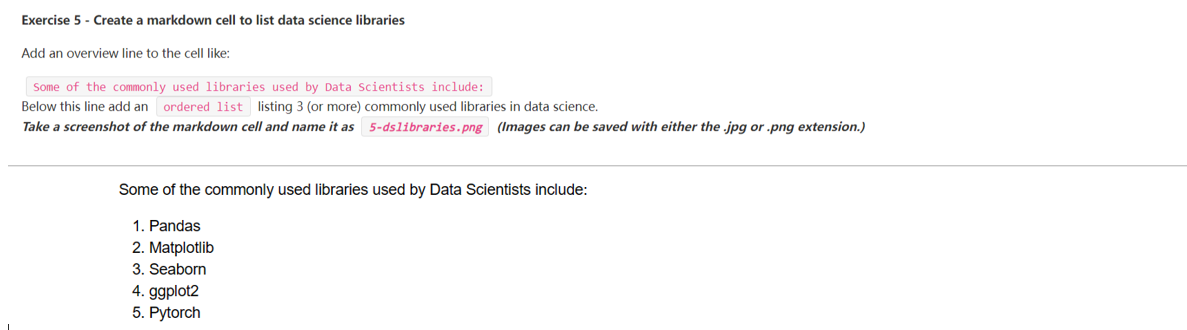 Exercise 5 - Create a markdown cell to list data science libraries
Add an overview line to the cell like:
Some of the commonly used libraries used by Data Scientists include:
Below this line add an ordered list listing 3 (or more) commonly used libraries in data science.
Take a screenshot of the markdown cell and name it as 5-dslibraries.png (Images can be saved with either the .jpg or .png extension.)
Some of the commonly used libraries used by Data Scientists include:
1. Pandas
2. Matplotlib
3. Seaborn
4. ggplot2
5. Pytorch